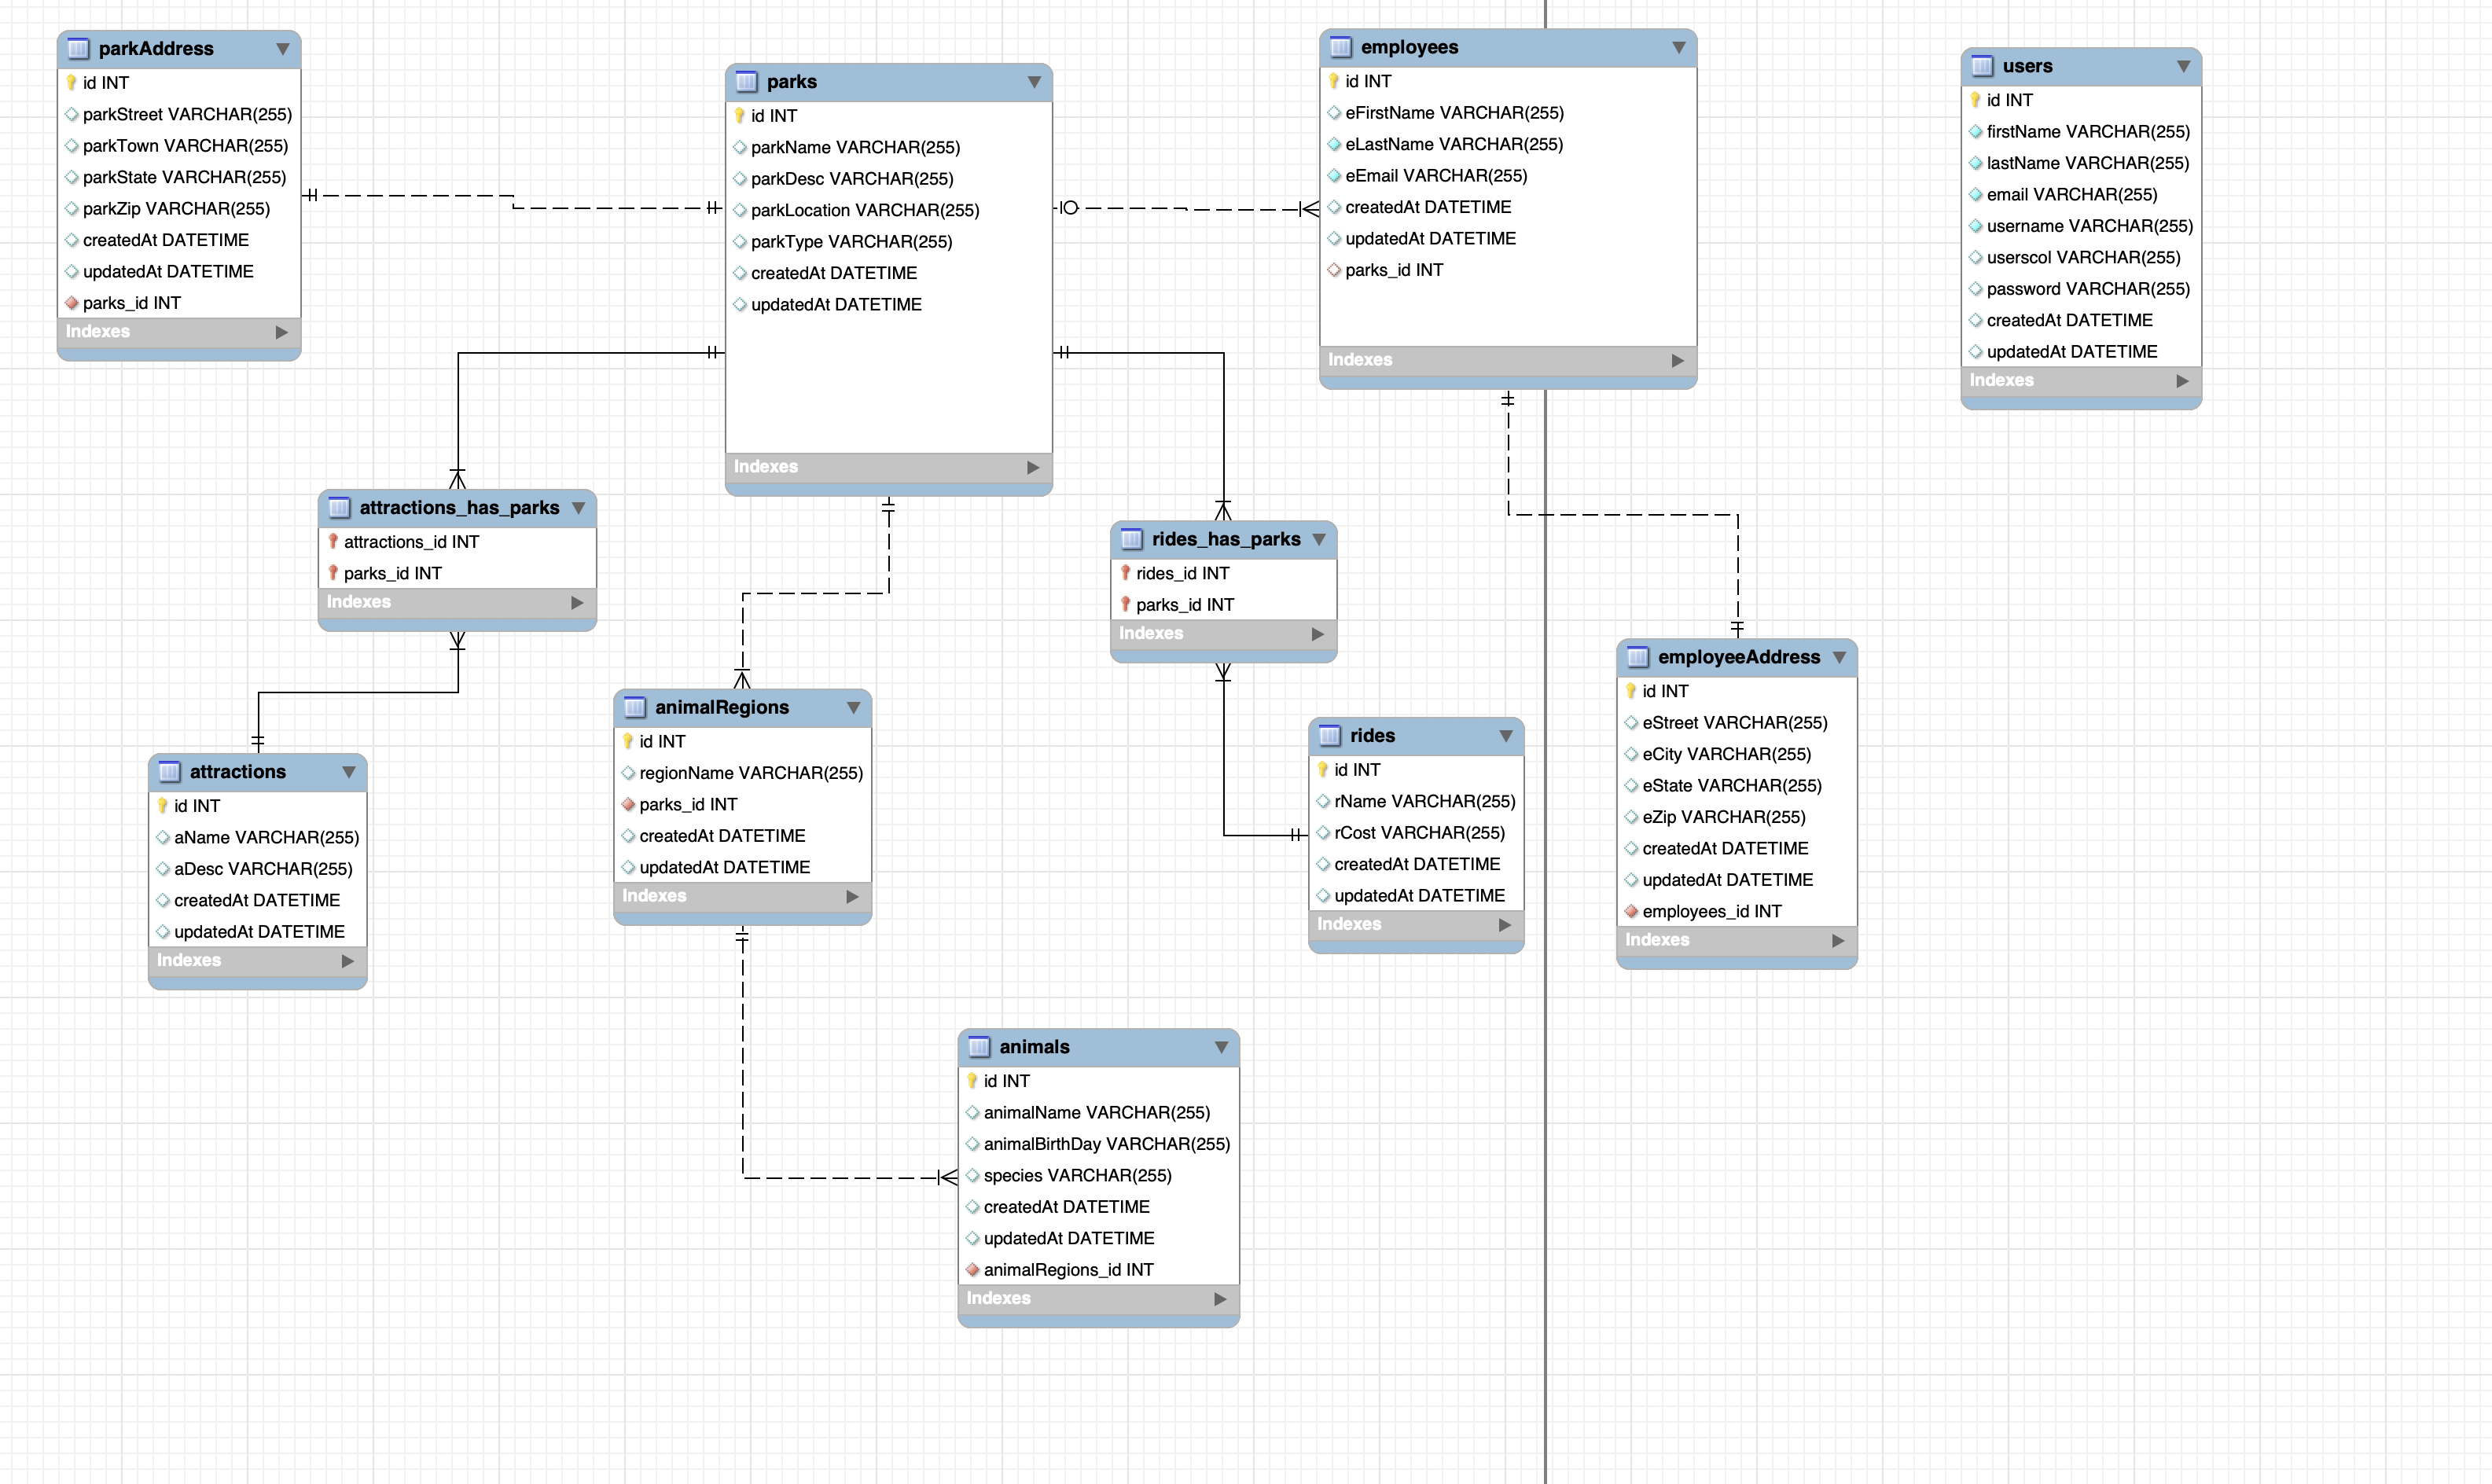 parkAddress
id INT
parkStreet VARCHAR(255)
parkTown VARCHAR(255)
parkState VARCHAR(255)
parkZip VARCHAR(255)
createdAt DATETIME
updatedAt DATETIME
parks_id INT
Indexes
parks
id INT
parkName VARCHAR(255)
parkDesc VARCHAR(255)
parkLocation VARCHAR(255)
parkType VARCHAR(255)
createdAt DATETIME
updatedAt DATETIME
Indexes
employees
id INT
eFirstName VARCHAR(255)
eLastName VARCHAR(255)
eEmail VARCHAR(255)
createdAt DATETIME
updatedAt DATETIME
parks_id INT
Indexes
users
id INT
firstName VARCHAR(255)
lastName VARCHAR(255)
email VARCHAR(255)
username VARCHAR(255)
userscol VARCHAR(255)
password VARCHAR(255)
createdAt DATETIME
updatedAt DATETIME
Indexes
attractions_has_parks
attractions_id INT
parks_id INT
Indexes
rides_has_parks
rides_id INT
parks_id INT
Indexes
attractions
id INT
aName VARCHAR(255)
aDesc VARCHAR(255)
createdAt DATETIME
updatedAt DATETIME
Indexes
animalRegions
id INT
regionName VARCHAR(255)
parks_id INT
createdAt DATETIME
updatedAt DATETIME
Indexes
rides
id INT
rName VARCHAR(255)
rCost VARCHAR(255)
createdAt DATETIME
updatedAt DATETIME
Indexes
employeeAddress
id INT
eStreet VARCHAR(255)
eCity VARCHAR(255)
eState VARCHAR(255)
eZip VARCHAR(255)
createdAt DATETIME
updatedAt DATETIME
employees_id INT
Indexes
animals
id INT
animalName VARCHAR(255)
animalBirthDay VARCHAR(255)
species VARCHAR(255)
createdAt DATETIME
updatedAt DATETIME
animalRegions_id INT
Indexes